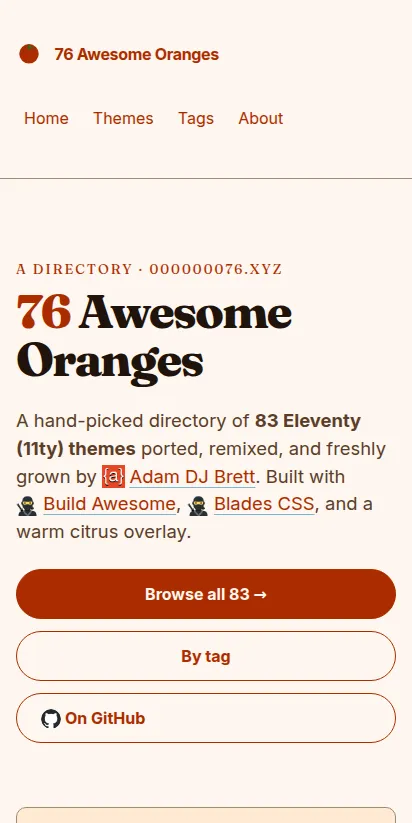 76 Awesome Oranges
Home Themes Tags About
A DIRECTORY · 000000076.XYZ
76 Awesome
Oranges
A hand-picked directory of 83 Eleventy
(11ty) themes ported, remixed, and freshly
grown by {a} Adam DJ Brett. Built with
Build Awesome, Blades CSS, and a
warm citrus overlay.
Browse all 83 →
By tag
On GitHub